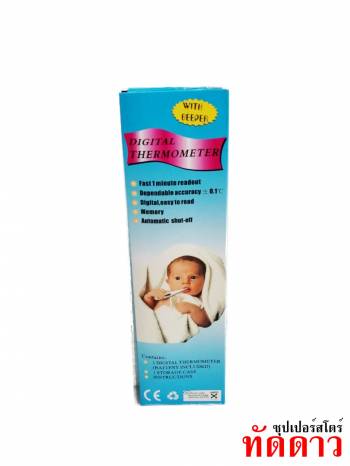 WITH
BEEPER
DIGITAL
THERMOMETER
Fast 1 minute readout
Dependable accuracy ± 0.1℃
Digital,easy to read
Memory
Automatic shut-off
Contains:
1 DIGITAL THERMOMETER
(BATTERY INCLUDED)
1 STORAGE CASE
INSTRUCTIONS
CE
ซุปเปอร์สโตร์
ทัดดาว